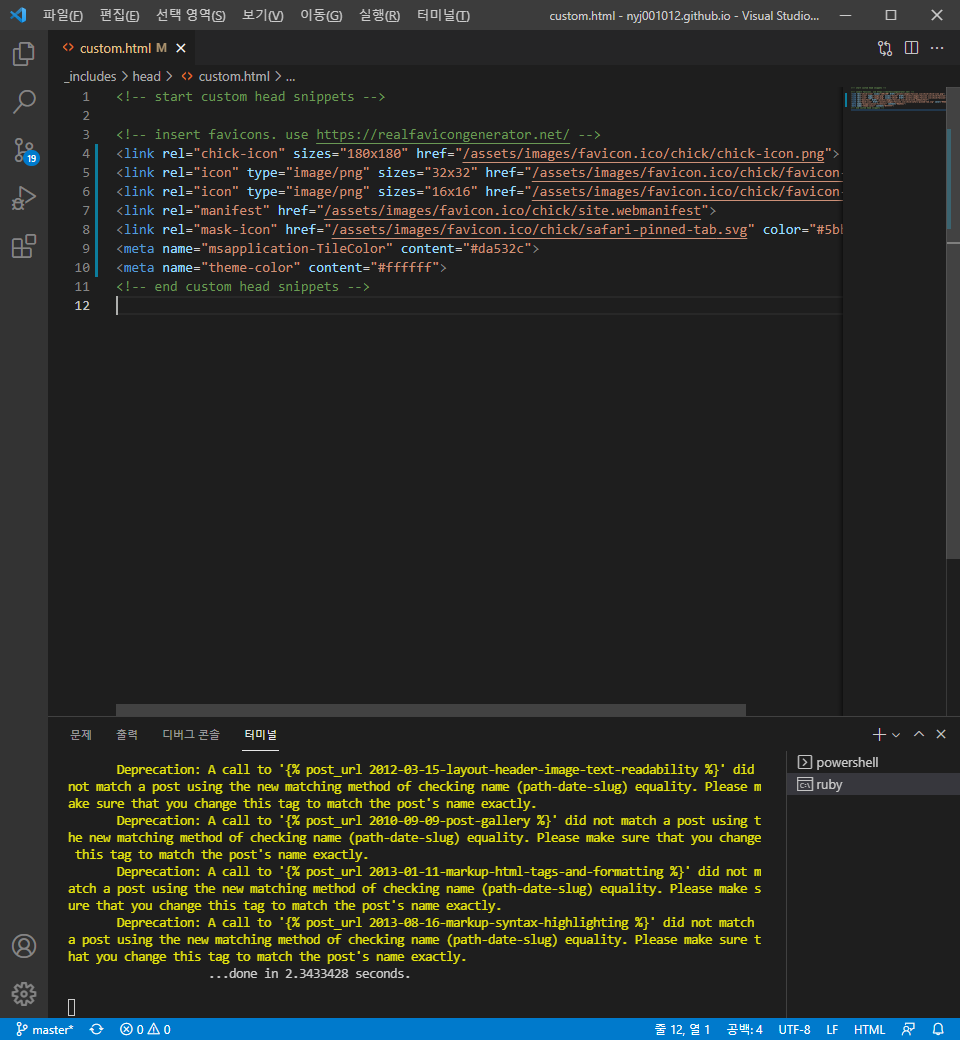 파일(F) 편집(E) 선택 영역(S) 보기(V) 이동(G) 실행(R) 터미널(T) custom.html - nyj001012.github.io - Visual Studio...
custom.html M
_includes > head > custom.html > ...
1 <!-- start custom head snippets -->
2
3 <!-- insert favicons. use https://realfavicongenerator.net/ -->
4 <link rel="chick-icon" sizes="180x180" href="/assets/images/favicon.ico/chick/chick-icon.png">
5 <link rel="icon" type="image/png" sizes="32x32" href="/assets/images/favicon.ico/chick/favicon-
6 <link rel="icon" type="image/png" sizes="16x16" href="/assets/images/favicon.ico/chick/favicon-
7 <link rel="manifest" href="/assets/images/favicon.ico/chick/site.webmanifest">
8 <link rel="mask-icon" href="/assets/images/favicon.ico/chick/safari-pinned-tab.svg" color="#5b
9 <meta name="msapplication-TileColor" content="#da532c">
10 <meta name="theme-color" content="#ffffff">
11 <!-- end custom head snippets -->
12
19
문제 출력 디버그 콘솔 터미널
powershell
ruby
Deprecation: A call to '{% post_url 2012-03-15-layout-header-image-text-readability %}' did
not match a post using the new matching method of checking name (path-date-slug) equality. Please m
ake sure that you change this tag to match the post's name exactly.
Deprecation: A call to '{% post_url 2010-09-09-post-gallery %}' did not match a post using t
he new matching method of checking name (path-date-slug) equality. Please make sure that you change
this tag to match the post's name exactly.
Deprecation: A call to '{% post_url 2013-01-11-markup-html-tags-and-formatting %}' did not m
atch a post using the new matching method of checking name (path-date-slug) equality. Please make s
ure that you change this tag to match the post's name exactly.
Deprecation: A call to '{% post_url 2013-08-16-markup-syntax-highlighting %}' did not match
a post using the new matching method of checking name (path-date-slug) equality. Please make sure t
hat you change this tag to match the post's name exactly.
...done in 2.3433428 seconds.
master* 0 0 줄 12, 열 1 공백: 4 UTF-8 LF HTML